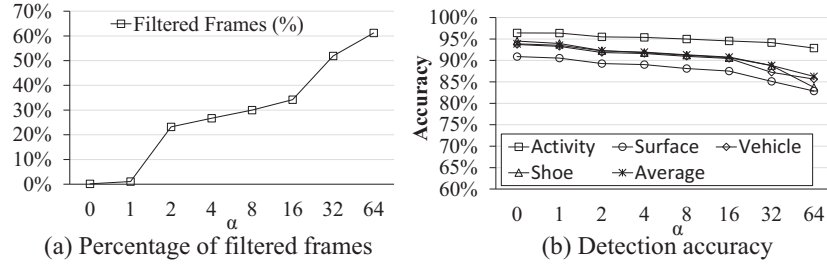 70%
60%
50%
40%
30%
20%
10%
0%
Filtered Frames (%)
0 1 2 4 8 16 32 64
α
(a) Percentage of filtered frames
Accuracy
100%
95%
90%
85%
80%
75%
70%
65%
60%
Activity Surface Vehicle
Shoe Average
0 1 2 4 8 16 32 64
α
(b) Detection accuracy